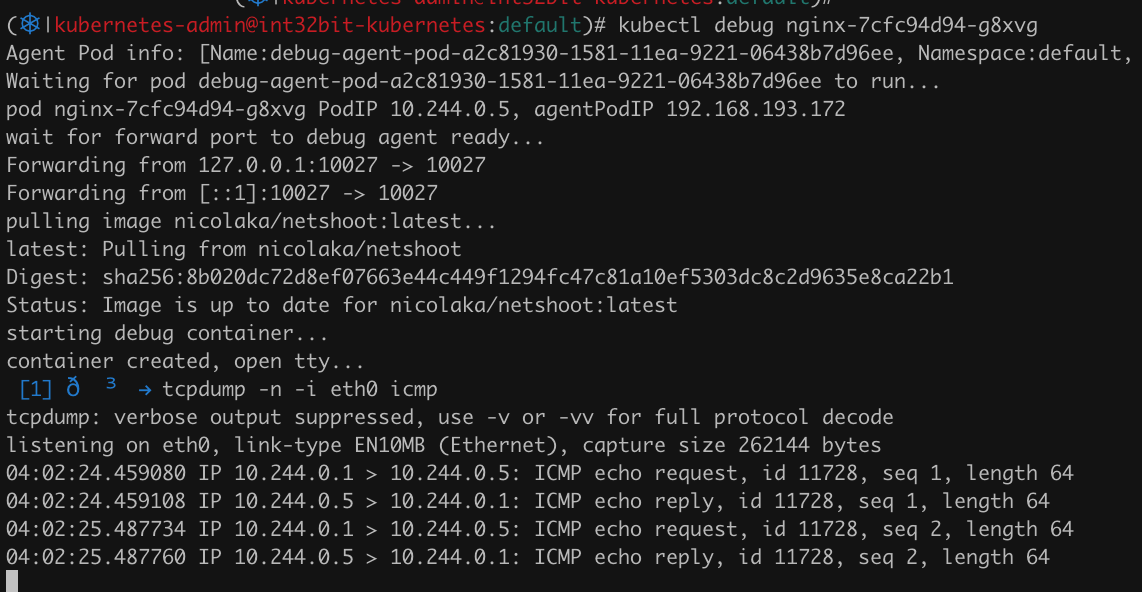 (⎈|kubernetes-admin@int32bit-kubernetes:default)#
(⎈|kubernetes-admin@int32bit-kubernetes:default)# kubectl debug nginx-7cfc94d94-g8xvg
Agent Pod info: [Name:debug-agent-pod-a2c81930-1581-11ea-9221-06438b7d96ee, Namespace:default,
Waiting for pod debug-agent-pod-a2c81930-1581-11ea-9221-06438b7d96ee to run...
pod nginx-7cfc94d94-g8xvg PodIP 10.244.0.5, agentPodIP 192.168.193.172
wait for forward port to debug agent ready...
Forwarding from 127.0.0.1:10027 -> 10027
Forwarding from [::1]:10027 -> 10027
pulling image nicolaka/netshoot:latest...
latest: Pulling from nicolaka/netshoot
Digest: sha256:8b020dc72d8ef07663e44c449f1294fc47c81a10ef5303dc8c2d9635e8ca22b1
Status: Image is up to date for nicolaka/netshoot:latest
starting debug container...
container created, open tty...
[1] ð ³ → tcpdump -n -i eth0 icmp
tcpdump: verbose output suppressed, use -v or -vv for full protocol decode
listening on eth0, link-type EN10MB (Ethernet), capture size 262144 bytes
04:02:24.459080 IP 10.244.0.1 > 10.244.0.5: ICMP echo request, id 11728, seq 1, length 64
04:02:24.459108 IP 10.244.0.5 > 10.244.0.1: ICMP echo reply, id 11728, seq 1, length 64
04:02:25.487734 IP 10.244.0.1 > 10.244.0.5: ICMP echo request, id 11728, seq 2, length 64
04:02:25.487760 IP 10.244.0.5 > 10.244.0.1: ICMP echo reply, id 11728, seq 2, length 64